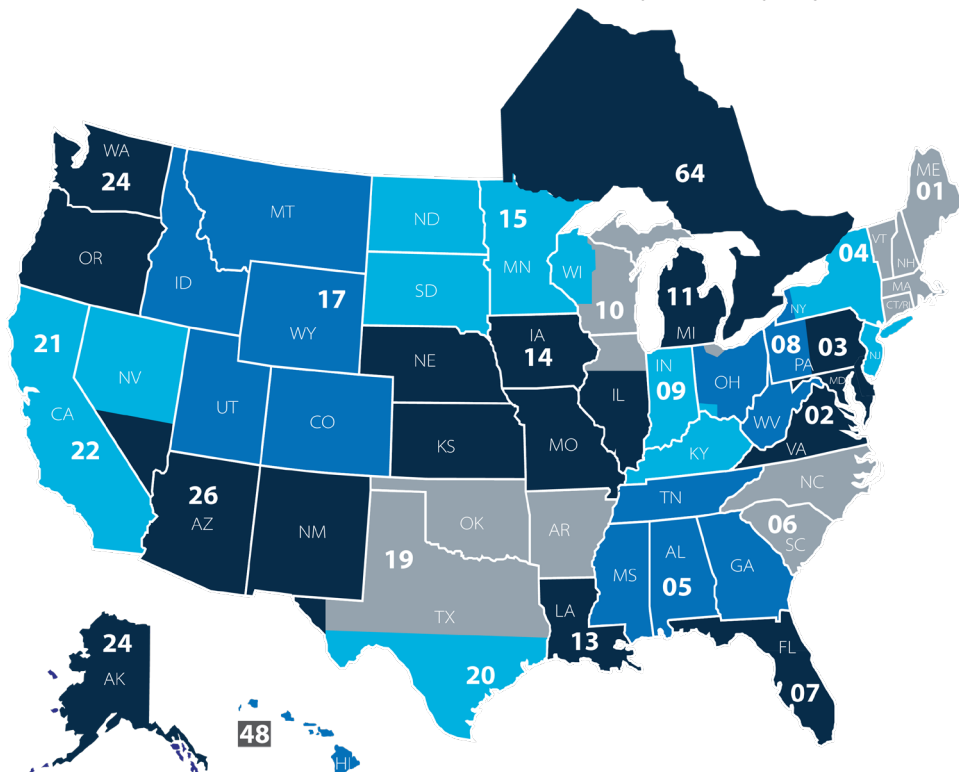 64
WA
24
ME
01
MT
ND
15
VT
04
OR
MN
WI
NH
ID
SD
MA
11
10
CT/RI
17
NY
WY
MI
21
IA
14
08
03
NE
IN
PA
NJ
NV
OH
MD
09
UT
IL
CO
02
CA
WV
22
KS
MO
VA
KY
NC
26
TN
AZ
OK
06
NM
AR
SC
19
AL
MS
GA
05
TX
LA
13
24
FL
20
AK
07
48
HI